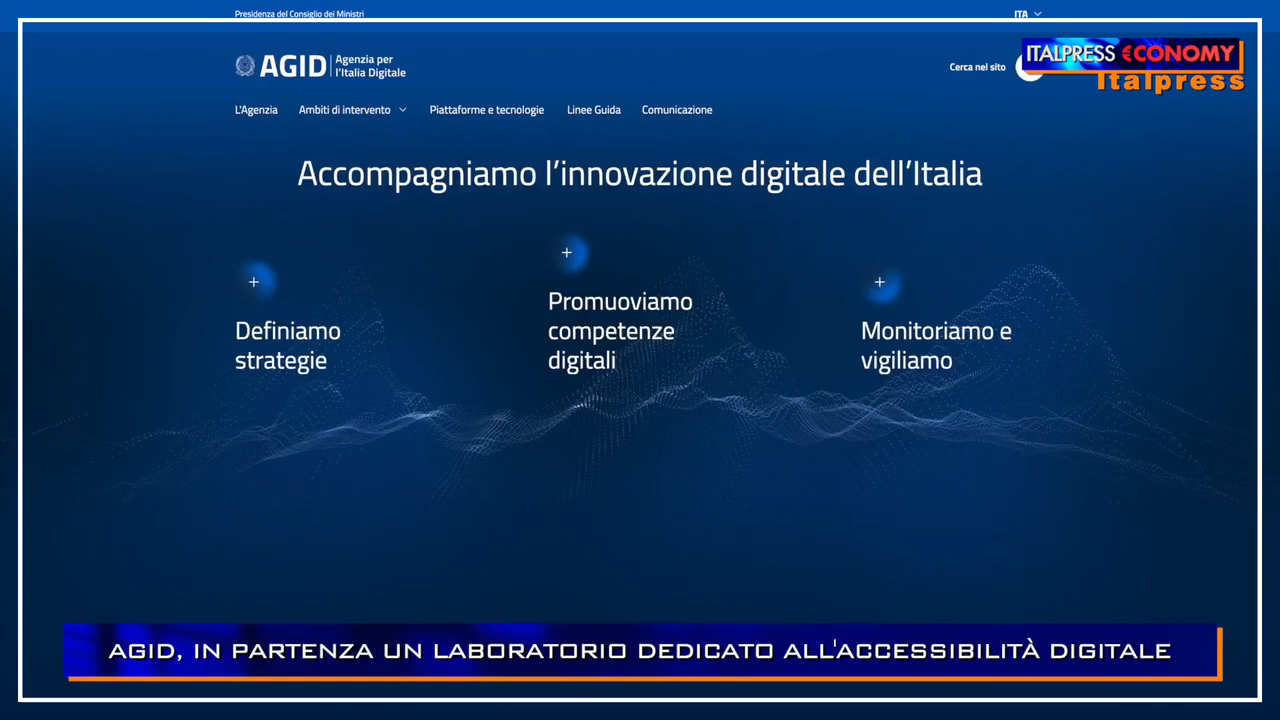 Presidenza del Consiglio dei Ministri
ITA
AGID
Agenzia per
l'Italia Digitale
Cerca nel sito
ITALPRESS €CONOMY
Italpress
L'Agenzia
Ambiti di intervento
Piattaforme e tecnologie
Linee Guida
Comunicazione
Accompagniamo l'innovazione digitale dell'Italia
Definiamo
strategie
Promuoviamo
competenze
digitali
Monitoriamo e
vigiliamo
AGID, IN PARTENZA UN LABORATORIO DEDICATO ALL'ACCESSIBILITÀ DIGITALE